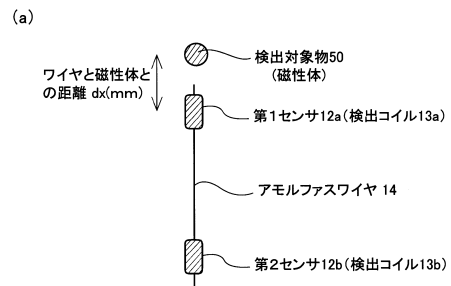 (a)
検出対象物50
(磁性体)
ワイヤと磁性体と
の距離 dx(mm)
第1センサ12a(検出コイル13a)
アモルファスワイヤ 14
第2センサ12b(検出コイル13b)